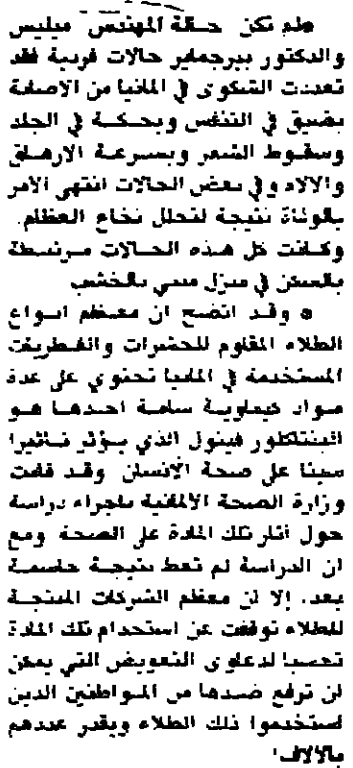 ولم تكن حالة المهندس ميليس
والدكتور بيرجماير حالات فردية فقد
تعددت الشكوى في المانيا من الاصابة
بضيق في التنفس وبحكة في الجلد
وسقوط الشعر وبسرعة الارهاق
والآلام وفي بعض الحالات انتهى الامر
بالوفاة نتيجة لتحلل نخاع العظام.
وكانت كل هذه الحالات مرتبطة
بالسكن في منزل مبني بالخشب
وقد اتضح ان معظم انواع
الطلاء المقاوم للحشرات والفطريات
المستخدمة في المانيا تحتوي على عدة
مواد كيماوية سامة احدها هو
البنتاكلور فينول الذي يؤثر تأثيرا
سيئا على صحة الإنسان وقد قامت
وزارة الصحة الالمانية باجراء دراسة
حول آثار تلك المادة على الصحة ومع
ان الدراسة لم تعط نتيجة حاسمة
بعد. إلا ان معظم الشركات المنتجة
للطلاء توقفت عن استخدام تلك المادة
تحسبا لدعاوى التعويض التي يمكن
ان ترفع ضدها من المواطنين الذين
استخدموا ذلك الطلاء ويقدر عددهم
بالآلاف!